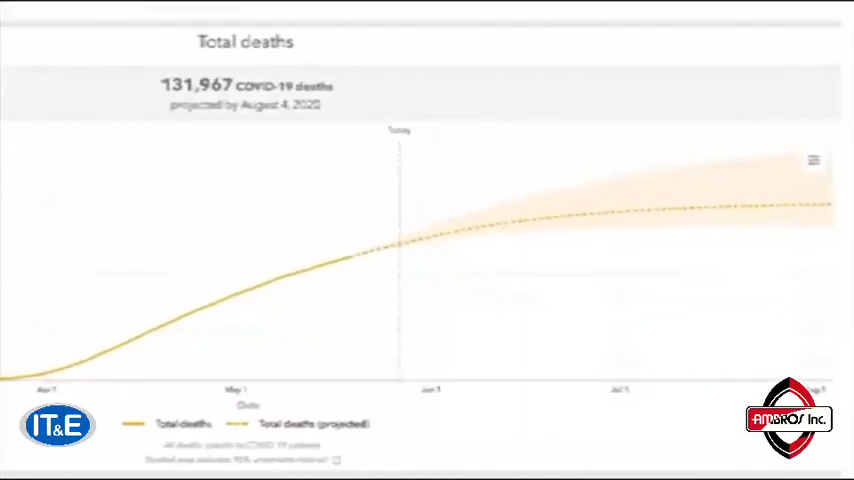 Total deaths
131,967 COVID-19 deaths
projected by August 4, 2020
Today
Apr 1 May 1 Jun 1 Jul 1 Aug 1
Date
Total deaths Total deaths (projected)
IT&E
AMBROS Inc.